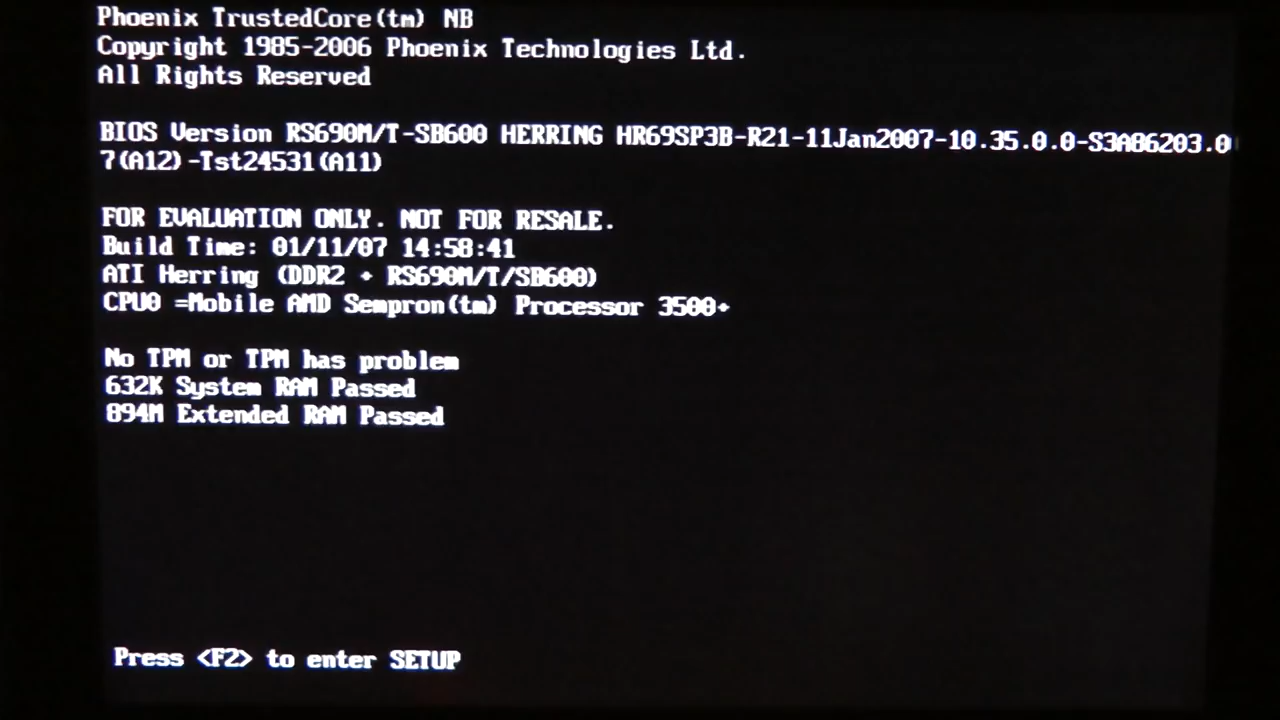 Phoenix TrustedCore(tm) NB
Copyright 1985-2006 Phoenix Technologies Ltd.
All Rights Reserved
BIOS Version RS690M/T-SB600 HERRING HR69SP3B-R21-11Jan2007-10.35.0.0-S3A86203.0
7(A12)-Tst24531(A11)
FOR EVALUATION ONLY. NOT FOR RESALE.
Build Time: 01/11/07 14:58:41
ATI Herring (DDR2 + RS690M/T/SB600)
CPU0 =Mobile AMD Sempron(tm) Processor 3500+
No TPM or TPM has problem
632K System RAM Passed
894M Extended RAM Passed
Press <F2> to enter SETUP